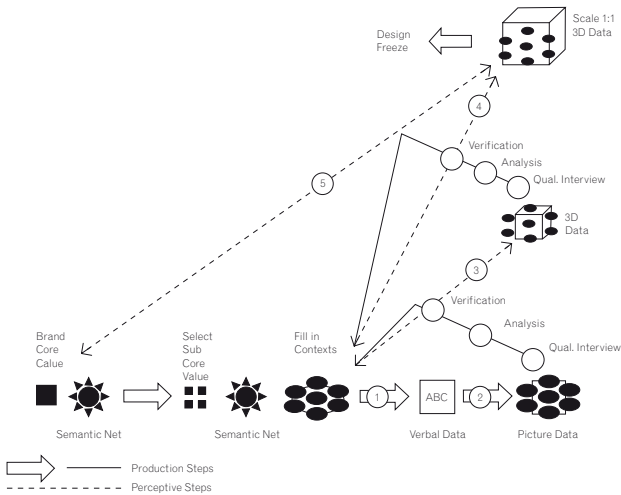 Scale 1:1
3D Data
Design
Freeze
4
Verification
Analysis
Qual. Interview
5
3D
Data
3
Verification
Analysis
Qual. Interview
Brand
Core
Calue
Select
Sub
Core
Value
Fill in
Contexts
1
ABC
2
Semantic Net
Semantic Net
Verbal Data
Picture Data
Production Steps
Perceptive Steps